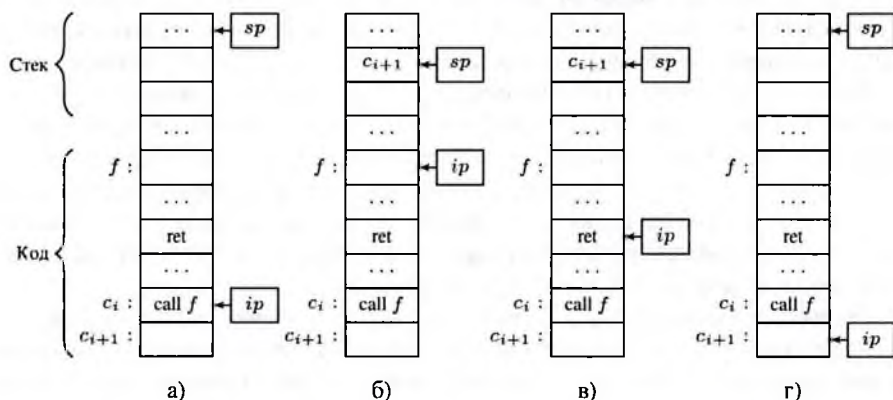 ... sp ... ... ... sp
Стек c_{i+1} sp c_{i+1} sp
... ... ... ...
f : f : ip f : f :
... ... ... ...
Код ret ret ret ip ret
... ... ... ...
c_i : call f ip c_i : call f c_i : call f c_i : call f
c_{i+1} : c_{i+1} : c_{i+1} : c_{i+1} : ip
а) б) в) г)